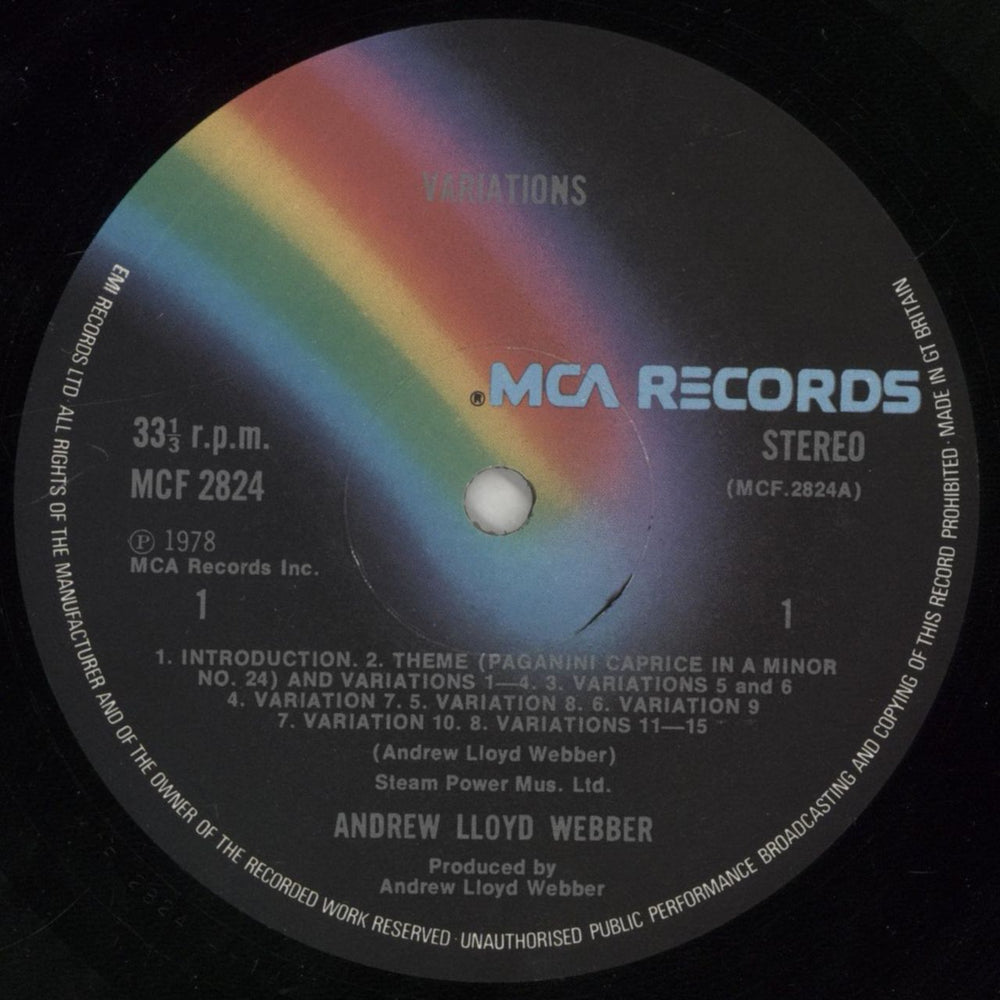 VARIATIONS
® MCA RECORDS
33⅓ r.p.m.
STEREO
MCF 2824
(MCF.2824A)
Ⓟ 1978
MCA Records Inc.
1
1
1. INTRODUCTION. 2. THEME (PAGANINI CAPRICE IN A MINOR
NO. 24) AND VARIATIONS 1—4. 3. VARIATIONS 5 and 6
4. VARIATION 7. 5. VARIATION 8. 6. VARIATION 9
7. VARIATION 10. 8. VARIATIONS 11—15
(Andrew Lloyd Webber)
Steam Power Mus. Ltd.
ANDREW LLOYD WEBBER
Produced by
Andrew Lloyd Webber
EMI RECORDS LTD ALL RIGHTS OF THE MANUFACTURER AND OF THE OWNER OF THE RECORDED WORK RESERVED · UNAUTHORISED PUBLIC PERFORMANCE BROADCASTING AND COPYING OF THIS RECORD PROHIBITED · MADE IN GT BRITAIN